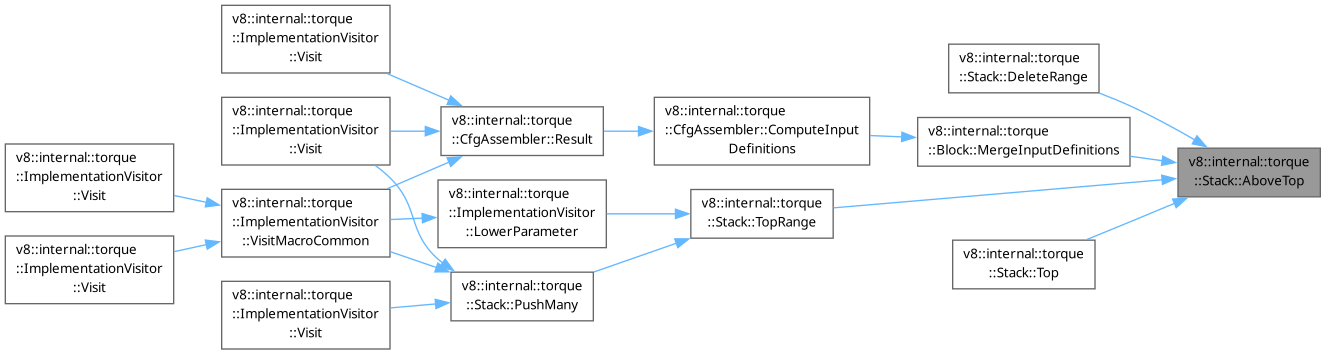 v8::internal::torque
::ImplementationVisitor
::Visit
v8::internal::torque
::ImplementationVisitor
::Visit
v8::internal::torque
::ImplementationVisitor
::Visit
v8::internal::torque
::ImplementationVisitor
::Visit
v8::internal::torque
::ImplementationVisitor
::VisitMacroCommon
v8::internal::torque
::ImplementationVisitor
::Visit
v8::internal::torque
::CfgAssembler::Result
v8::internal::torque
::ImplementationVisitor
::LowerParameter
v8::internal::torque
::Stack::PushMany
v8::internal::torque
::CfgAssembler::ComputeInput
Definitions
v8::internal::torque
::Stack::TopRange
v8::internal::torque
::Stack::DeleteRange
v8::internal::torque
::Block::MergeInputDefinitions
v8::internal::torque
::Stack::Top
v8::internal::torque
::Stack::AboveTop